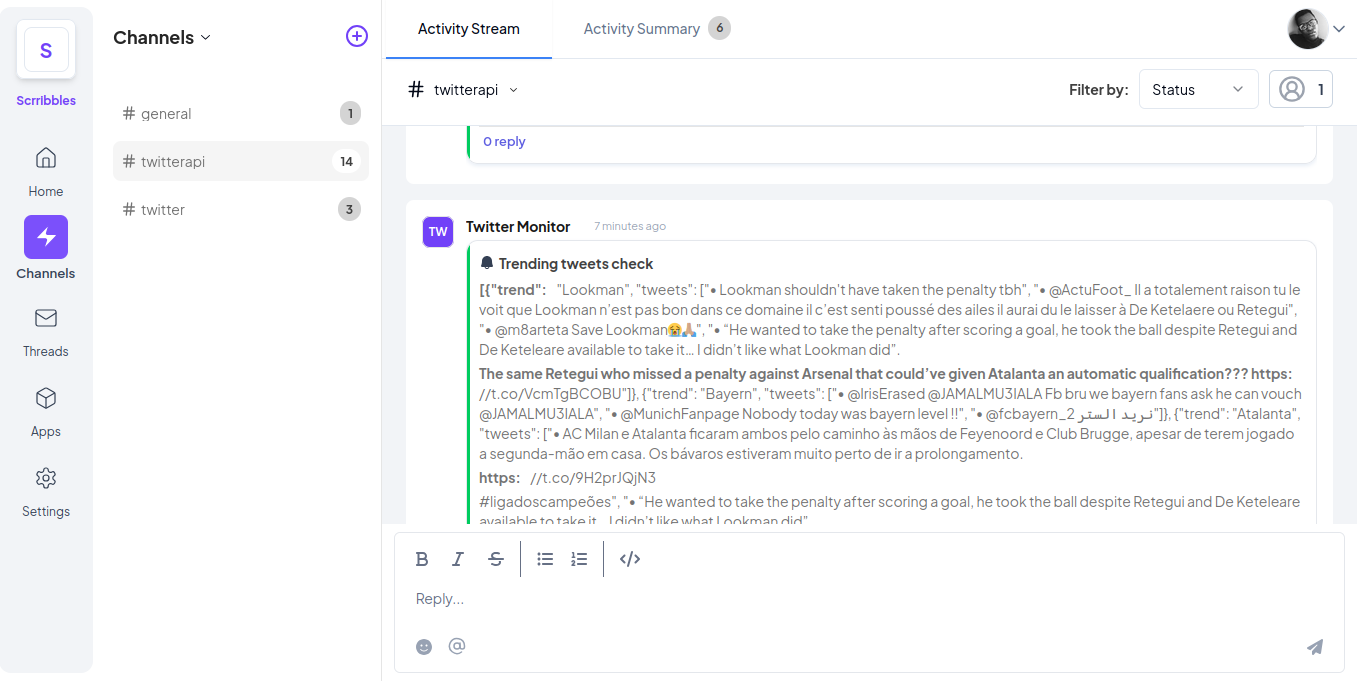 S
Scrribbles
Home
Channels
Threads
Apps
Settings
Channels
# general 1
# twitterapi 14
# twitter 3
Activity Stream
Activity Summary 6
# twitterapi
Filter by: Status 1
0 reply
TW
Twitter Monitor 7 minutes ago
🔔 Trending tweets check
[{"trend": "Lookman", "tweets": ["• Lookman shouldn't have taken the penalty tbh", "• @ActuFoot_ Il a totalement raison tu le
voit que Lookman n'est pas bon dans ce domaine il c'est senti poussé des ailes il aurai du le laisser à De Ketelaere ou Retegui",
"• @m8arteta Save Lookman😭🙏🏽", "• “He wanted to take the penalty after scoring a goal, he took the ball despite Retegui and
De Keteleare available to take it… I didn’t like what Lookman did”.
The same Retegui who missed a penalty against Arsenal that could’ve given Atalanta an automatic qualification??? https:
//t.co/VcmTgBCOBU"]}, {"trend": "Bayern", "tweets": ["• @IrisErased @JAMALMU3IALA Fb bru we bayern fans ask he can vouch
@JAMALMU3IALA", "• @MunichFanpage Nobody today was bayern level !!", "• @fcbayern_2 نريد الستر"]}, {"trend": "Atalanta",
"tweets": ["• AC Milan e Atalanta ficaram ambos pelo caminho às mãos de Feyenoord e Club Brugge, apesar de terem jogado
a segunda-mão em casa. Os bávaros estiveram muito perto de ir a prolongamento.
https: //t.co/9H2prJQjN3
#ligadoscampeões", "• “He wanted to take the penalty after scoring a goal, he took the ball despite Retegui and De Keteleare
available to take it… I didn’t like what Lookman did”.
Reply...